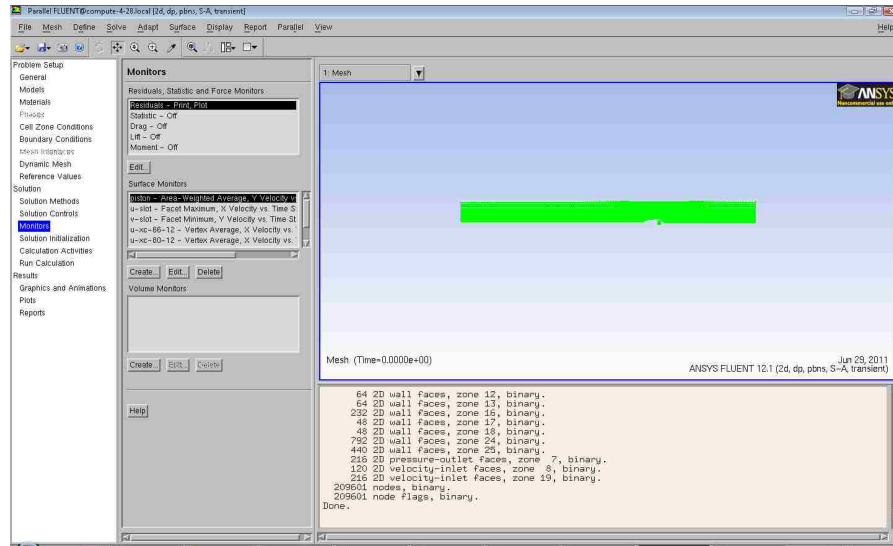 Parallel FLUENT@compute-4-28.local [2d, dp, pbns, S-A, transient]
File Mesh Define Solve Adapt Surface Display Report Parallel View Help
Problem Setup
General
Models
Materials
Phases
Cell Zone Conditions
Boundary Conditions
Mesh Interfaces
Dynamic Mesh
Reference Values
Solution
Solution Methods
Solution Controls
Monitors
Solution Initialization
Calculation Activities
Run Calculation
Results
Graphics and Animations
Plots
Reports
Monitors
Residuals, Statistic and Force Monitors
Residuals - Print, Plot
Statistic - Off
Drag - Off
Lift - Off
Moment - Off
Edit...
Surface Monitors
piston - Area-Weighted Average, Y Velocity v
u-slot - Facet Maximum, X Velocity vs. Time S
v-slot - Facet Minimum, Y Velocity vs. Time St
u-xc-66-12 - Vertex Average, X Velocity vs.
u-xc-80-12 - Vertex Average, X Velocity vs.
Create... Edit... Delete
Volume Monitors
Create... Edit... Delete
Help
1: Mesh
ANSYS
Noncommercial use only
Mesh (Time=0.0000e+00)
Jun 29, 2011
ANSYS FLUENT 12.1 (2d, dp, pbns, S-A, transient)
64 2D wall faces, zone 12, binary.
64 2D wall faces, zone 13, binary.
232 2D wall faces, zone 16, binary.
48 2D wall faces, zone 17, binary.
48 2D wall faces, zone 18, binary.
792 2D wall faces, zone 24, binary.
440 2D wall faces, zone 25, binary.
216 2D pressure-outlet faces, zone 7, binary.
120 2D velocity-inlet faces, zone 8, binary.
216 2D velocity-inlet faces, zone 19, binary.
209601 nodes, binary.
209601 node flags, binary.
Done.